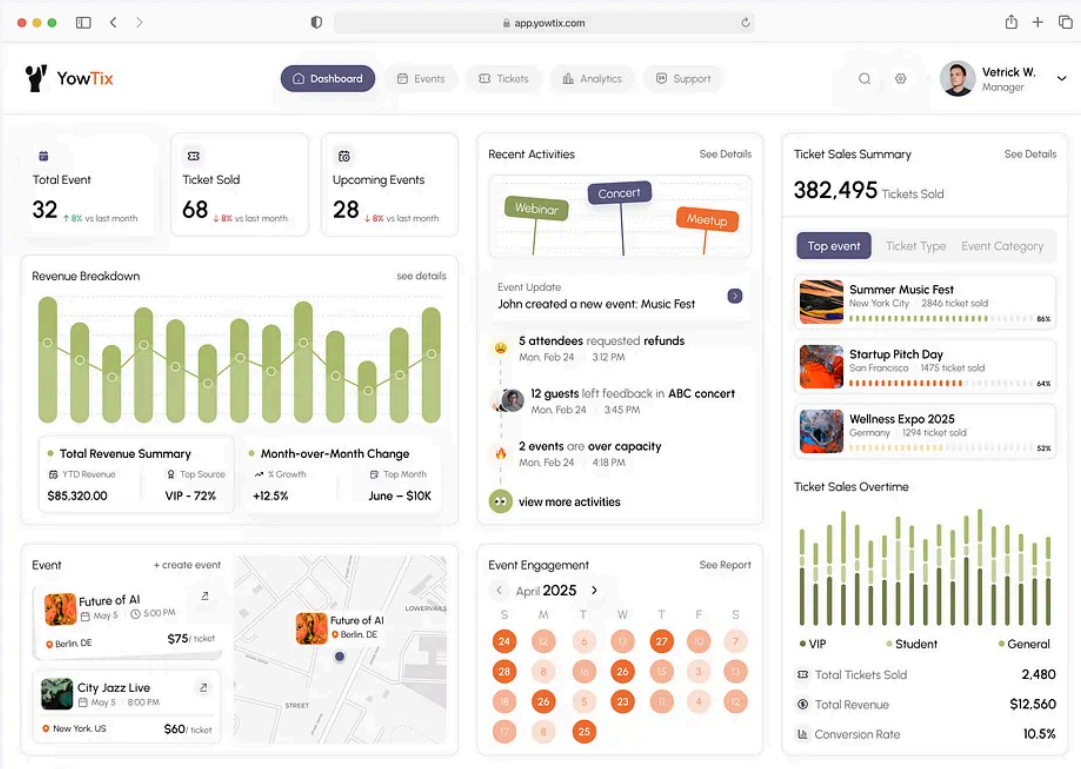 app.yowtix.com
YowTix
Dashboard
Events
Tickets
Analytics
Support
Vetrick W.
Manager
Total Event
32 ↑ 8% vs last month
Ticket Sold
68 ↓ 8% vs last month
Upcoming Events
28 ↓ 8% vs last month
Revenue Breakdown
see details
Total Revenue Summary
YTD Revenue
$85,320.00
Top Source
VIP - 72%
Month-over-Month Change
% Growth
+12.5%
Top Month
June – $10K
Event
+ create event
Future of AI
May 5 5:00 PM
Berlin, DE
$75/ ticket
City Jazz Live
May 5 8:00 PM
New York, US
$60/ ticket
Future of AI
Berlin, DE
LOWERVAILS
STREET
Recent Activities
See Details
Webinar
Concert
Meetup
Event Update
John created a new event: Music Fest
5 attendees requested refunds
Mon, Feb 24 3:12 PM
12 guests left feedback in ABC concert
Mon, Feb 24 3:45 PM
2 events are over capacity
Mon, Feb 24 4:18 PM
view more activities
Event Engagement
See Report
April 2025
S M T W T F S
24 12 6 13 27 10 7
28 8 16 26 15 3 13
18 26 5 23 11 4 12
17 8 25
Ticket Sales Summary
See Details
382,495 Tickets Sold
Top event
Ticket Type
Event Category
Summer Music Fest
New York City 2846 ticket sold
86%
Startup Pitch Day
San Francisco 1475 ticket sold
64%
Wellness Expo 2025
Germany 1294 ticket sold
52%
Ticket Sales Overtime
VIP
Student
General
Total Tickets Sold 2,480
Total Revenue $12,560
Conversion Rate 10.5%